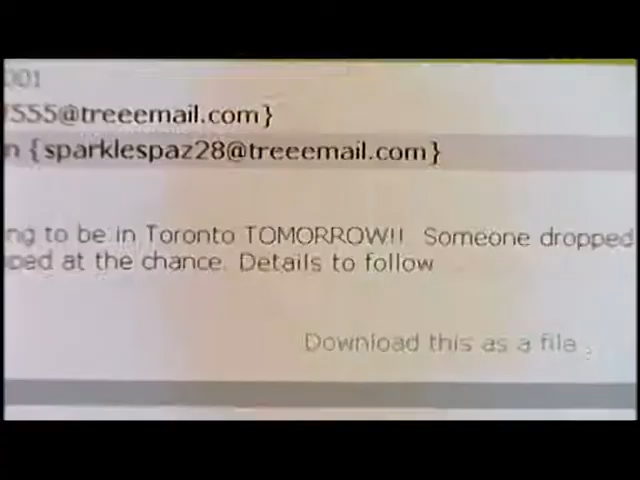 001
555@treeemail.com}
n {sparklespaz28@treeemail.com}
ng to be in Toronto TOMORROW!! Someone dropped
ped at the chance. Details to follow
Download this as a file